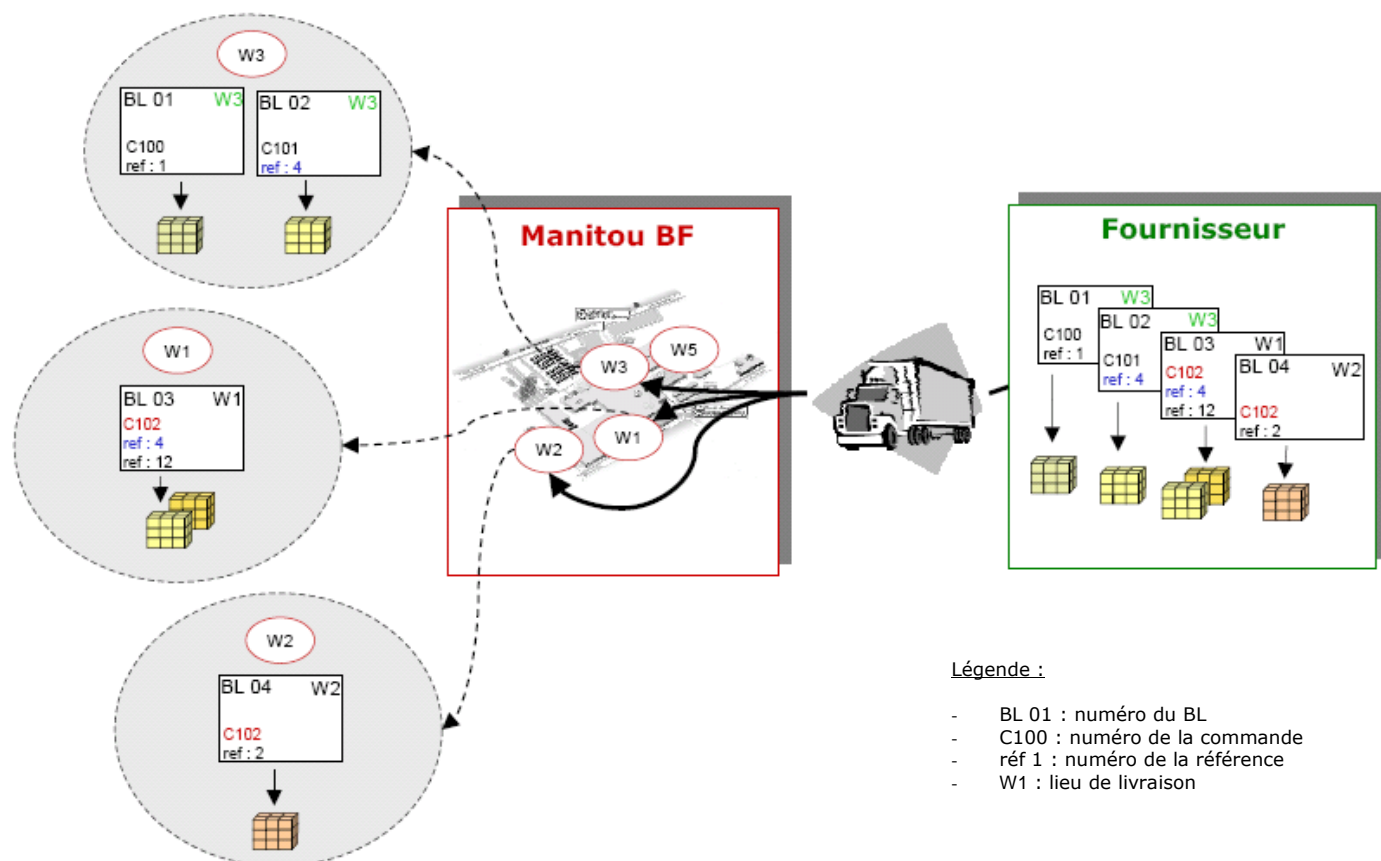 W3
BL 01 W3
C100
ref : 1
BL 02 W3
C101
ref : 4
W1
BL 03 W1
C102
ref : 4
ref : 12
W2
BL 04 W2
C102
ref : 2
Manitou BF
W3
W5
W2
W1
Fournisseur
BL 01 W3
C100
ref : 1
BL 02 W3
C101
ref : 4
BL 03 W1
C102
ref : 4
ref : 12
BL 04 W2
C102
ref : 2
Légende :
- BL 01 : numéro du BL
- C100 : numéro de la commande
- réf 1 : numéro de la référence
- W1 : lieu de livraison